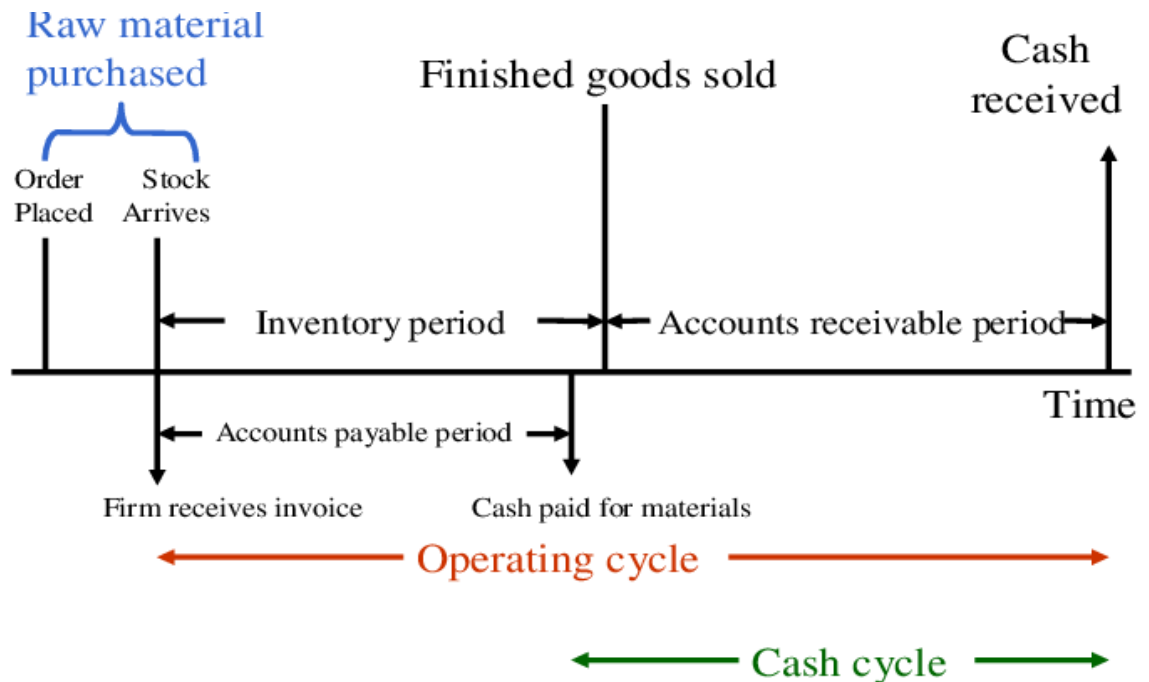 Raw material
purchased
Finished goods sold
Cash
received
Order
Placed
Stock
Arrives
Inventory period
Accounts receivable period
Time
Accounts payable period
Firm receives invoice
Cash paid for materials
Operating cycle
Cash cycle